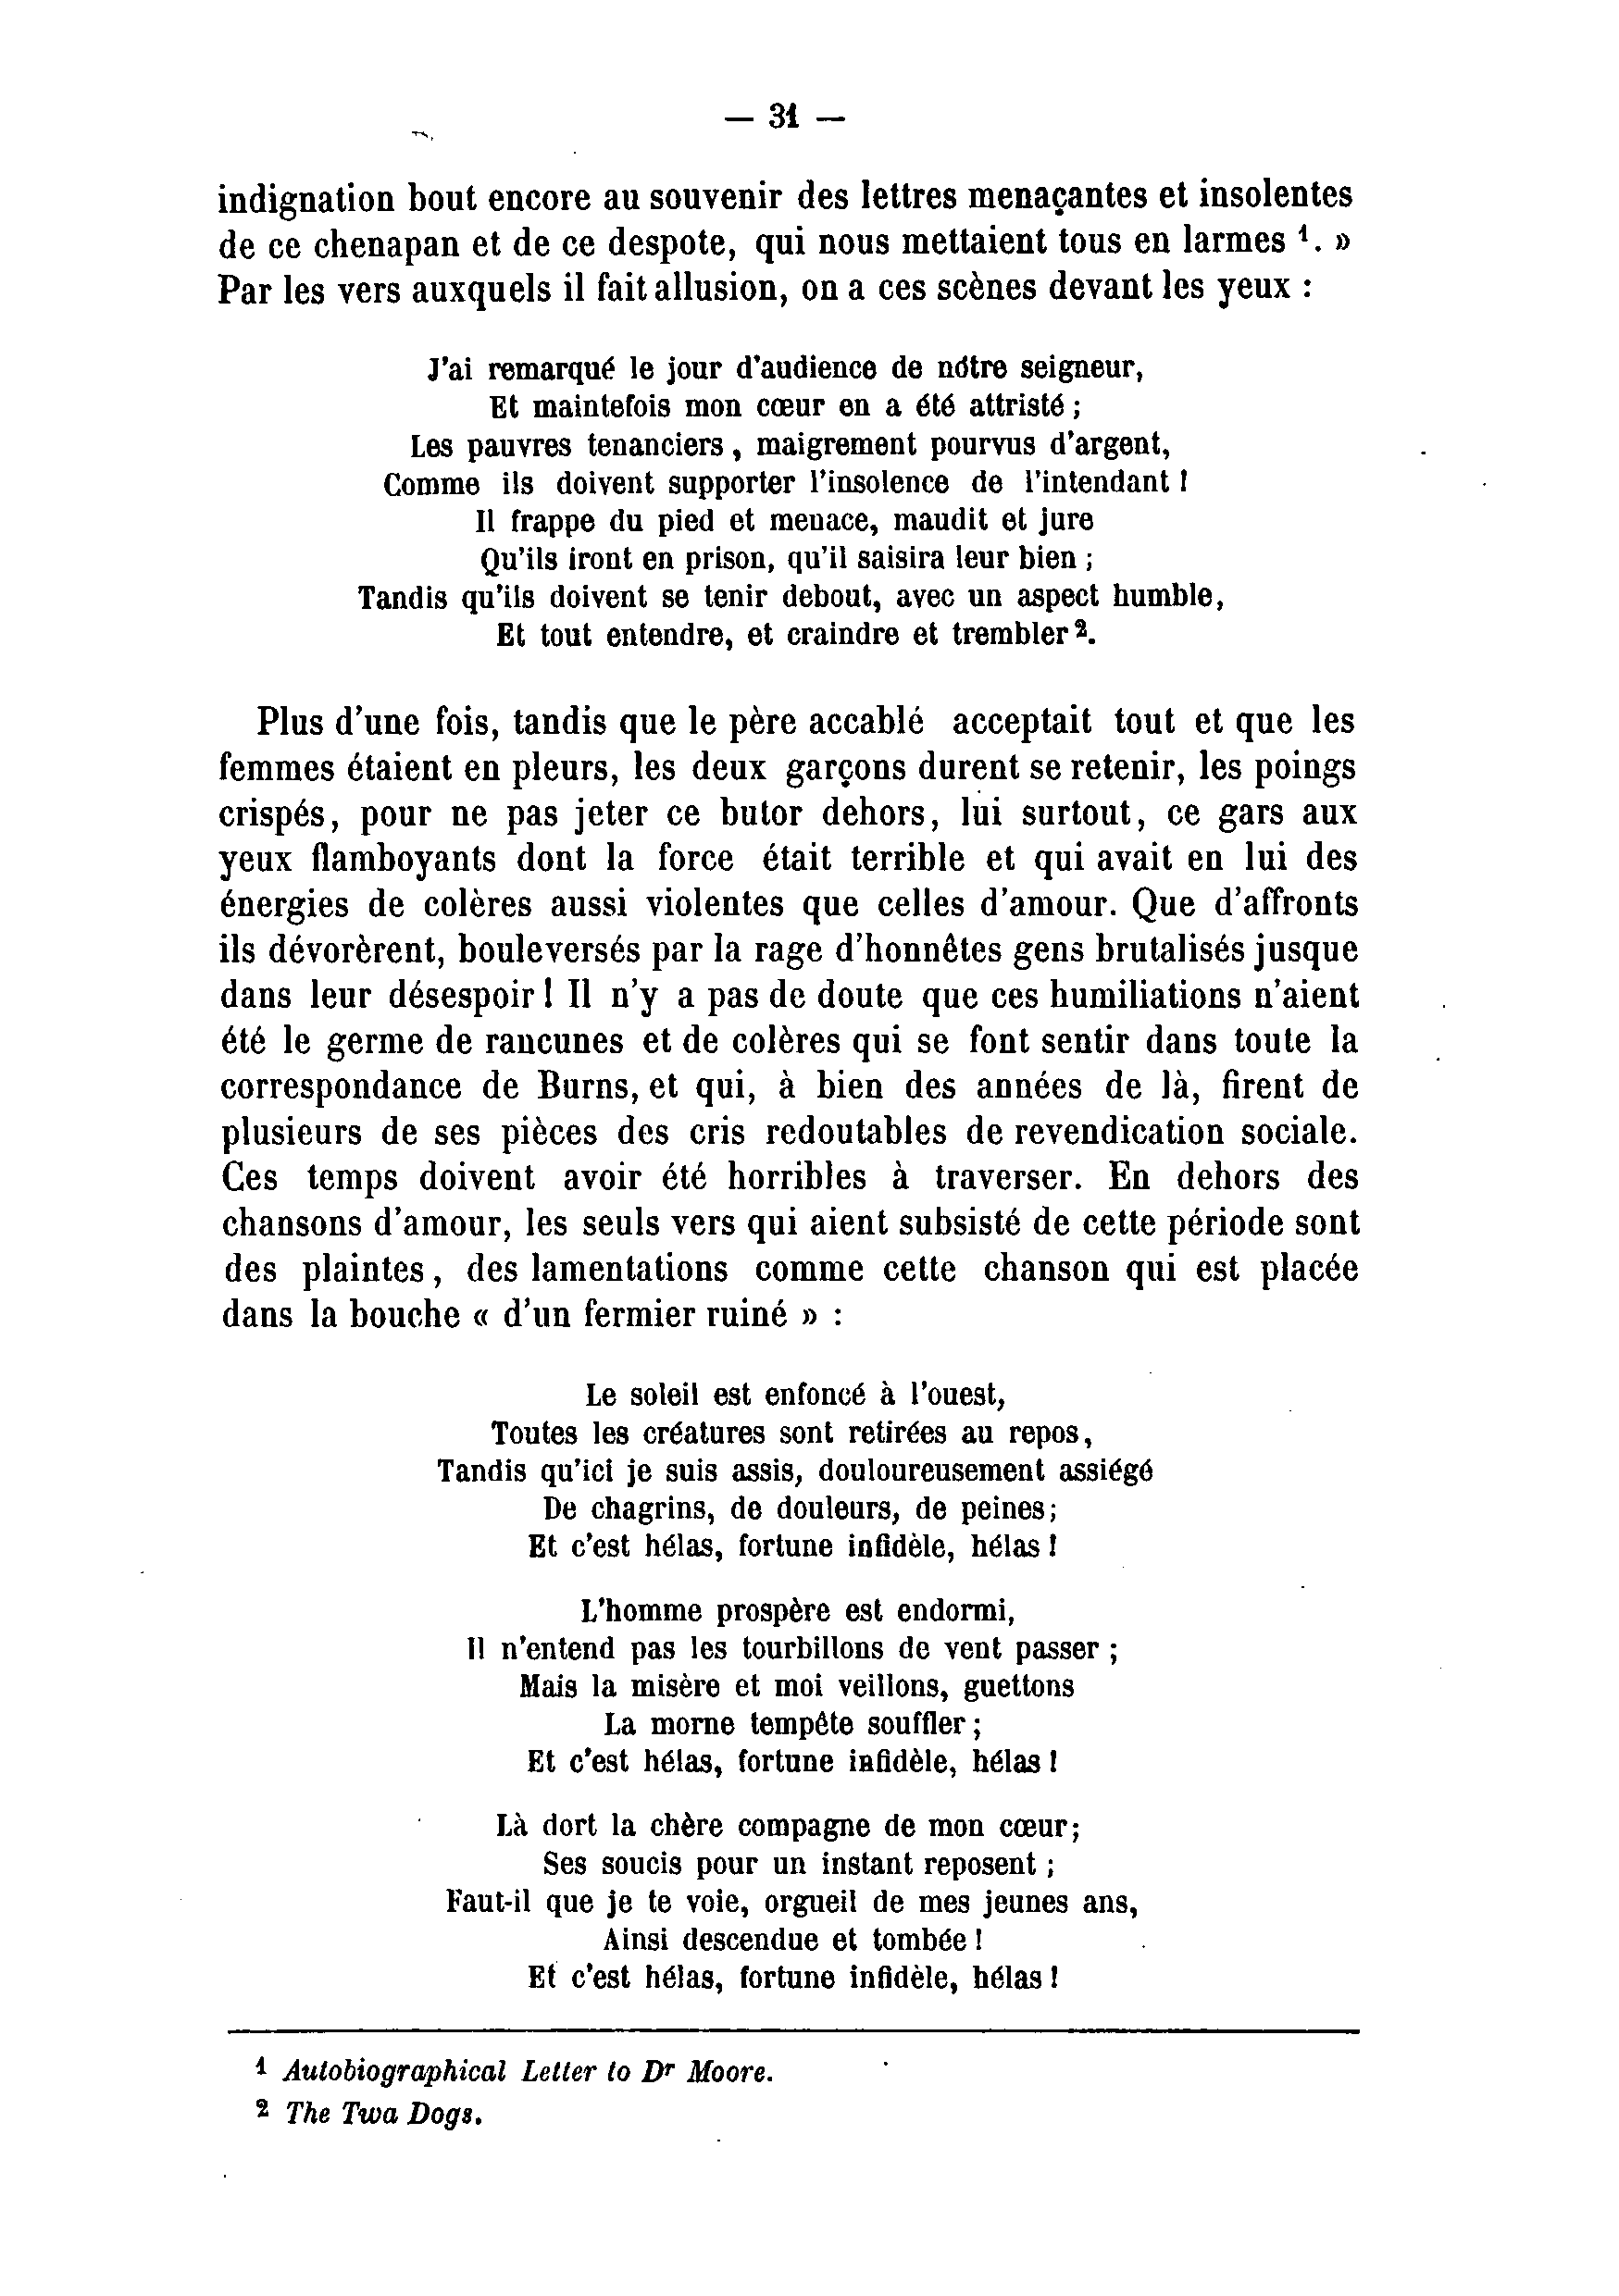 — 31 —
indignation bout encore au souvenir des lettres menaçantes et insolentes
de ce chenapan et de ce despote, qui nous mettaient tous en larmes ¹. »
Par les vers auxquels il fait allusion, on a ces scènes devant les yeux :
J'ai remarqué le jour d'audience de nôtre seigneur,
Et maintefois mon cœur en a été attristé ;
Les pauvres tenanciers, maigrement pourvus d'argent,
Comme ils doivent supporter l'insolence de l'intendant !
Il frappe du pied et menace, maudit et jure
Qu'ils iront en prison, qu'il saisira leur bien ;
Tandis qu'ils doivent se tenir debout, avec un aspect humble,
Et tout entendre, et craindre et trembler ².
Plus d'une fois, tandis que le père accablé acceptait tout et que les
femmes étaient en pleurs, les deux garçons durent se retenir, les poings
crispés, pour ne pas jeter ce butor dehors, lui surtout, ce gars aux
yeux flamboyants dont la force était terrible et qui avait en lui des
énergies de colères aussi violentes que celles d'amour. Que d'affronts
ils dévorèrent, bouleversés par la rage d'honnêtes gens brutalisés jusque
dans leur désespoir ! Il n'y a pas de doute que ces humiliations n'aient
été le germe de rancunes et de colères qui se font sentir dans toute la
correspondance de Burns, et qui, à bien des années de là, firent de
plusieurs de ses pièces des cris redoutables de revendication sociale.
Ces temps doivent avoir été horribles à traverser. En dehors des
chansons d'amour, les seuls vers qui aient subsisté de cette période sont
des plaintes, des lamentations comme cette chanson qui est placée
dans la bouche « d'un fermier ruiné » :
Le soleil est enfoncé à l'ouest,
Toutes les créatures sont retirées au repos,
Tandis qu'ici je suis assis, douloureusement assiégé
De chagrins, de douleurs, de peines;
Et c'est hélas, fortune infidèle, hélas !
L'homme prospère est endormi,
Il n'entend pas les tourbillons de vent passer ;
Mais la misère et moi veillons, guettons
La morne tempête souffler ;
Et c'est hélas, fortune infidèle, hélas !
Là dort la chère compagne de mon cœur;
Ses soucis pour un instant reposent ;
Faut-il que je te voie, orgueil de mes jeunes ans,
Ainsi descendue et tombée !
Et c'est hélas, fortune infidèle, hélas !
¹ Autobiographical Letter to Dr Moore.
² The Twa Dogs.